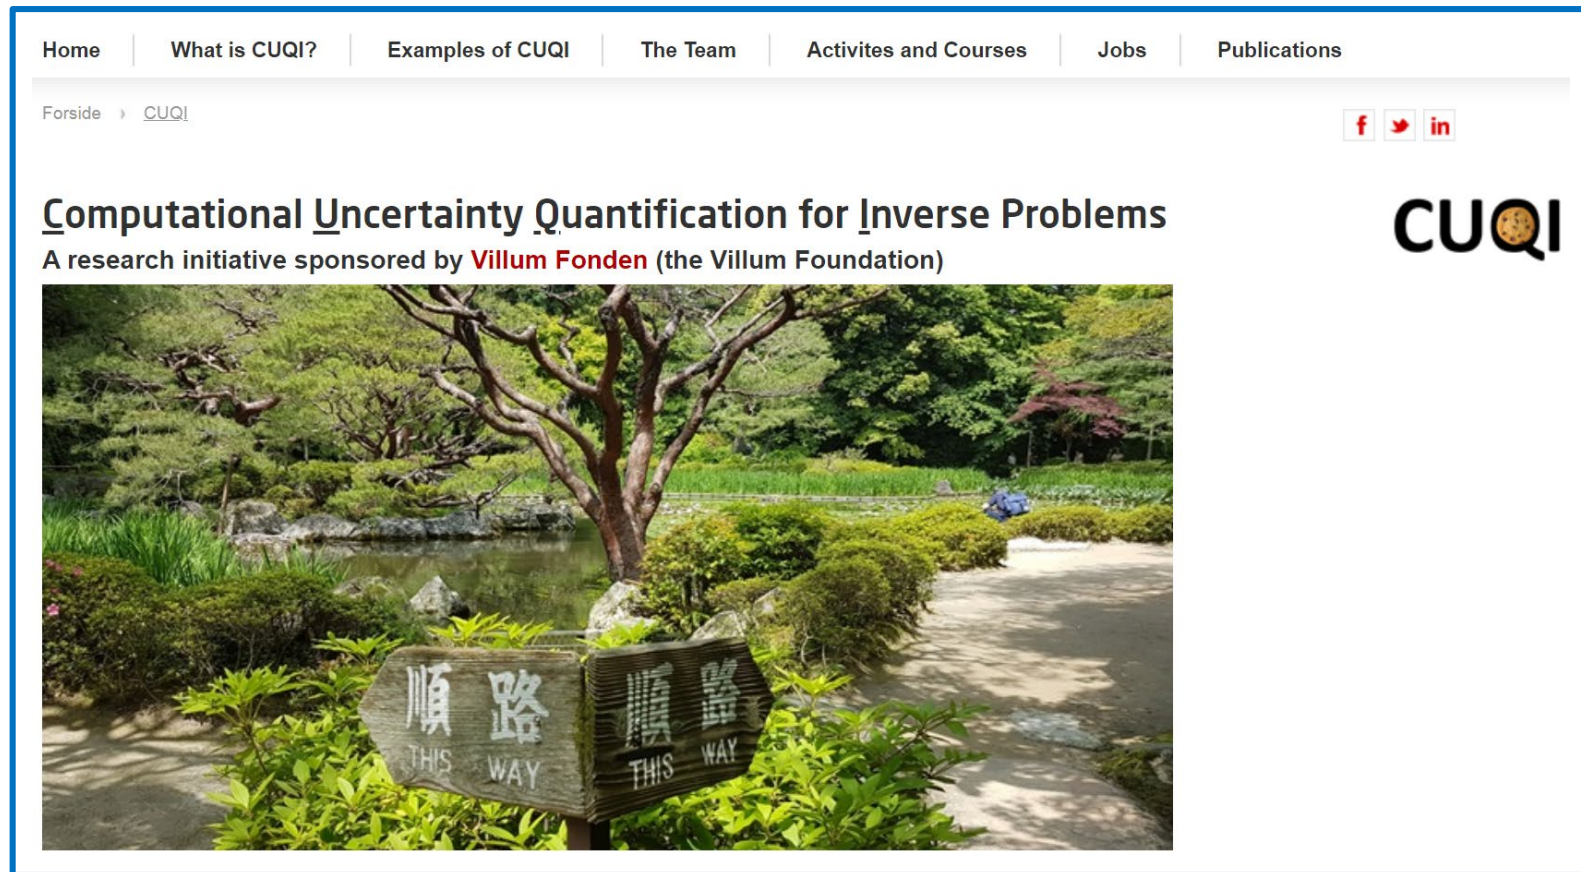 Home What is CUQI? Examples of CUQI The Team Activites and Courses Jobs Publications
Forside › CUQI
f in
Computational Uncertainty Quantification for Inverse Problems
CUQI
A research initiative sponsored by Villum Fonden (the Villum Foundation)
順 路 順 路
THIS WAY THIS WAY